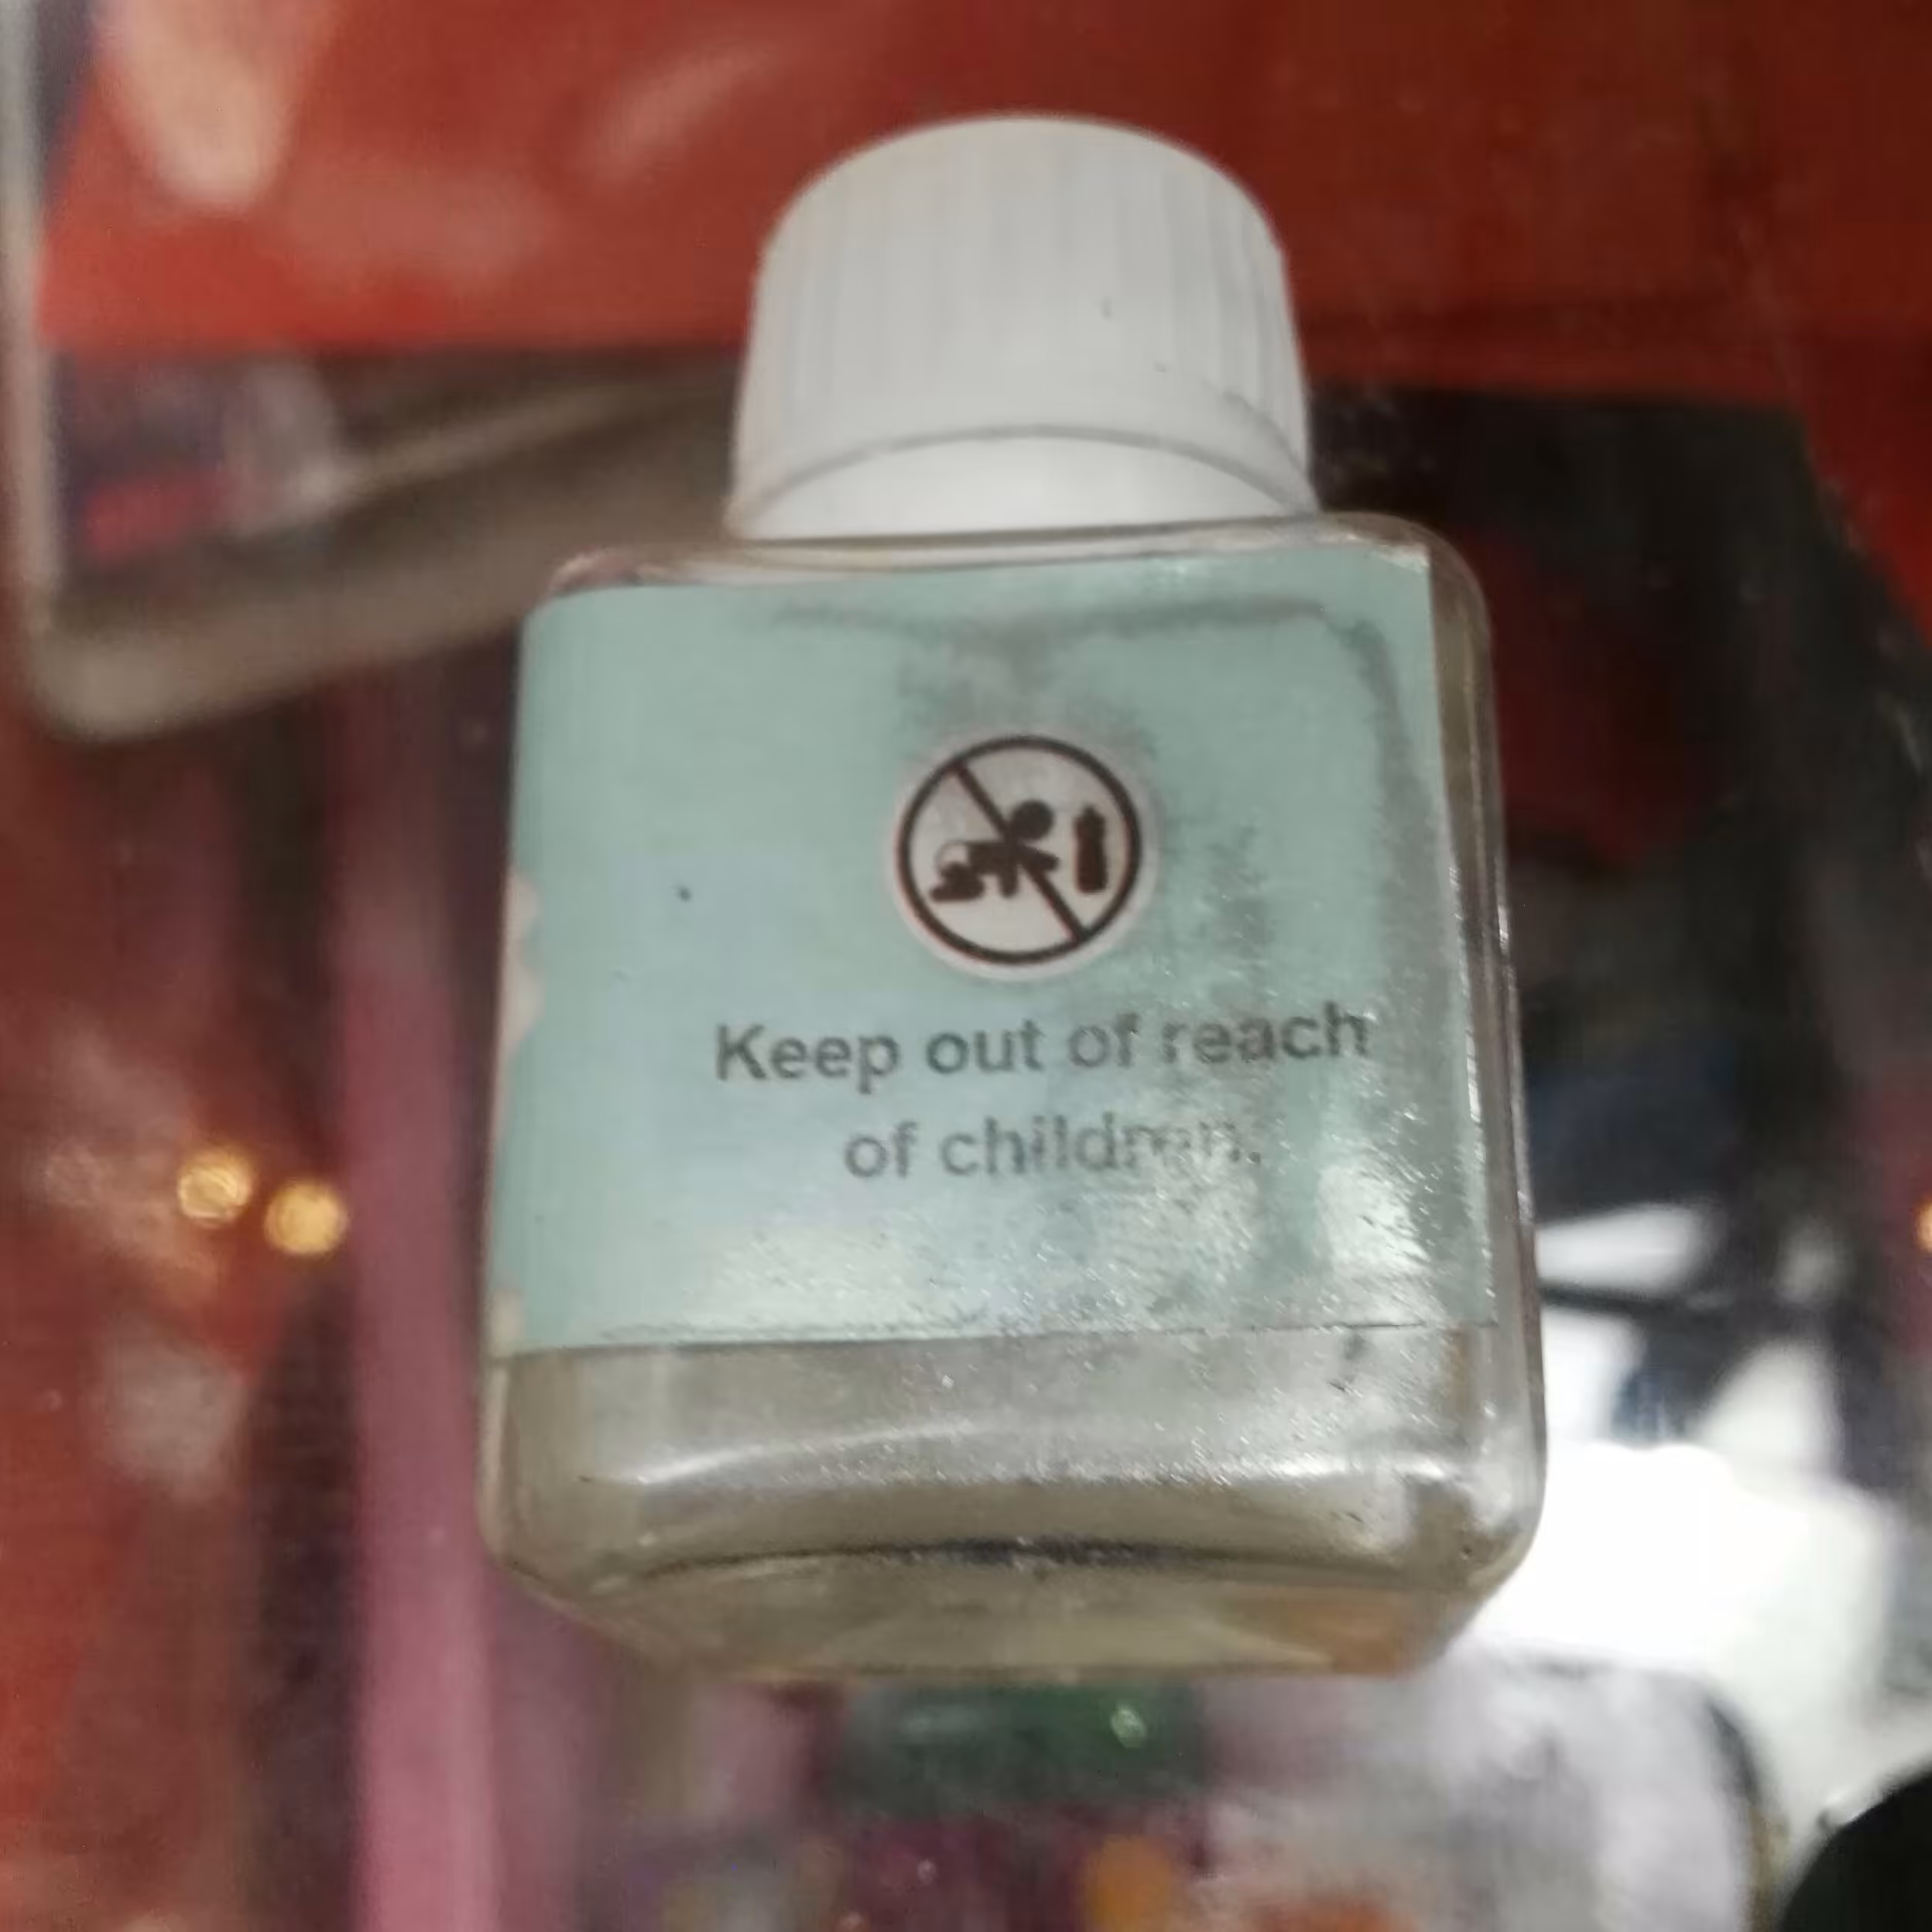 Keep out of reach
of children.